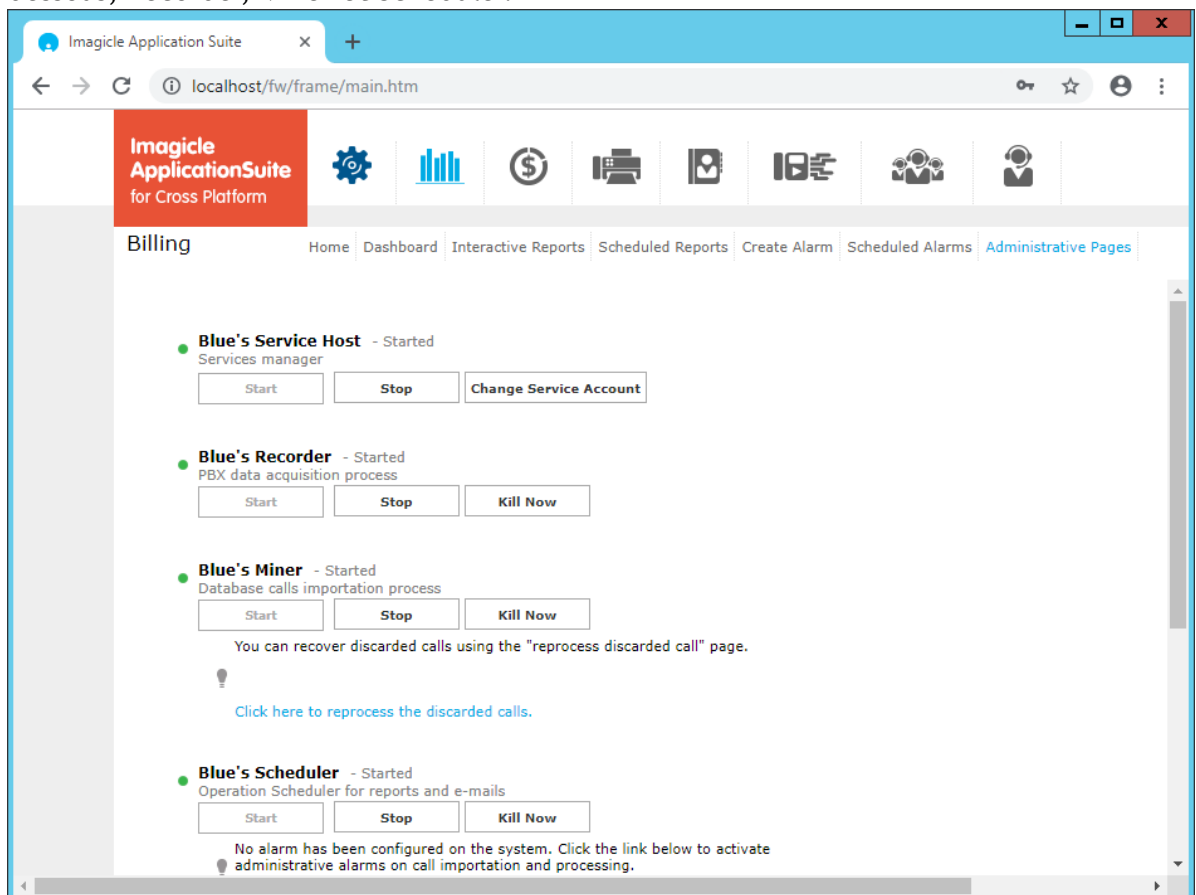 Imagicle Application Suite
localhost/fw/frame/main.htm
Imagicle
ApplicationSuite
for Cross Platform
Billing
Home Dashboard Interactive Reports Scheduled Reports Create Alarm Scheduled Alarms Administrative Pages
Blue's Service Host - Started
Services manager
Start Stop Change Service Account
Blue's Recorder - Started
PBX data acquisition process
Start Stop Kill Now
Blue's Miner - Started
Database calls importation process
Start Stop Kill Now
You can recover discarded calls using the "reprocess discarded call" page.
Click here to reprocess the discarded calls.
Blue's Scheduler - Started
Operation Scheduler for reports and e-mails
Start Stop Kill Now
No alarm has been configured on the system. Click the link below to activate
administrative alarms on call importation and processing.